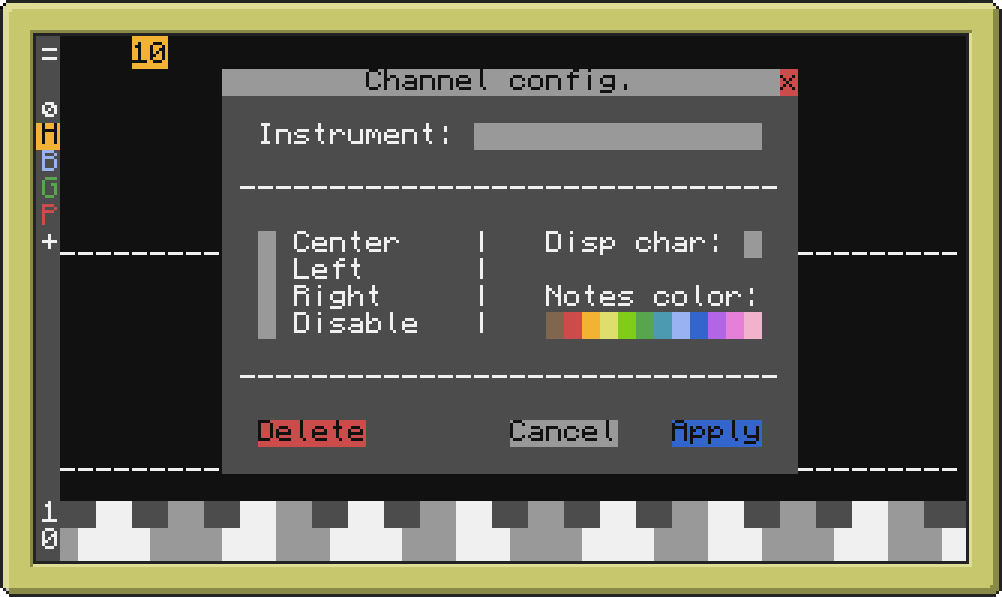 =
10
Channel config. x
0
A
Instrument:
B
G
P
+
Center | Disp char:
Left |
Right | Notes color:
Disable |
Delete Cancel Apply
1
0